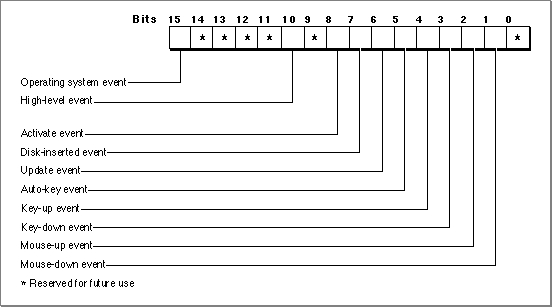 Bits 15 14 13 12 11 10 9 8 7 6 5 4 3 2 1 0
* * * * * *
Operating system event
High-level event
Activate event
Disk-inserted event
Update event
Auto-key event
Key-up event
Key-down event
Mouse-up event
Mouse-down event
* Reserved for future use